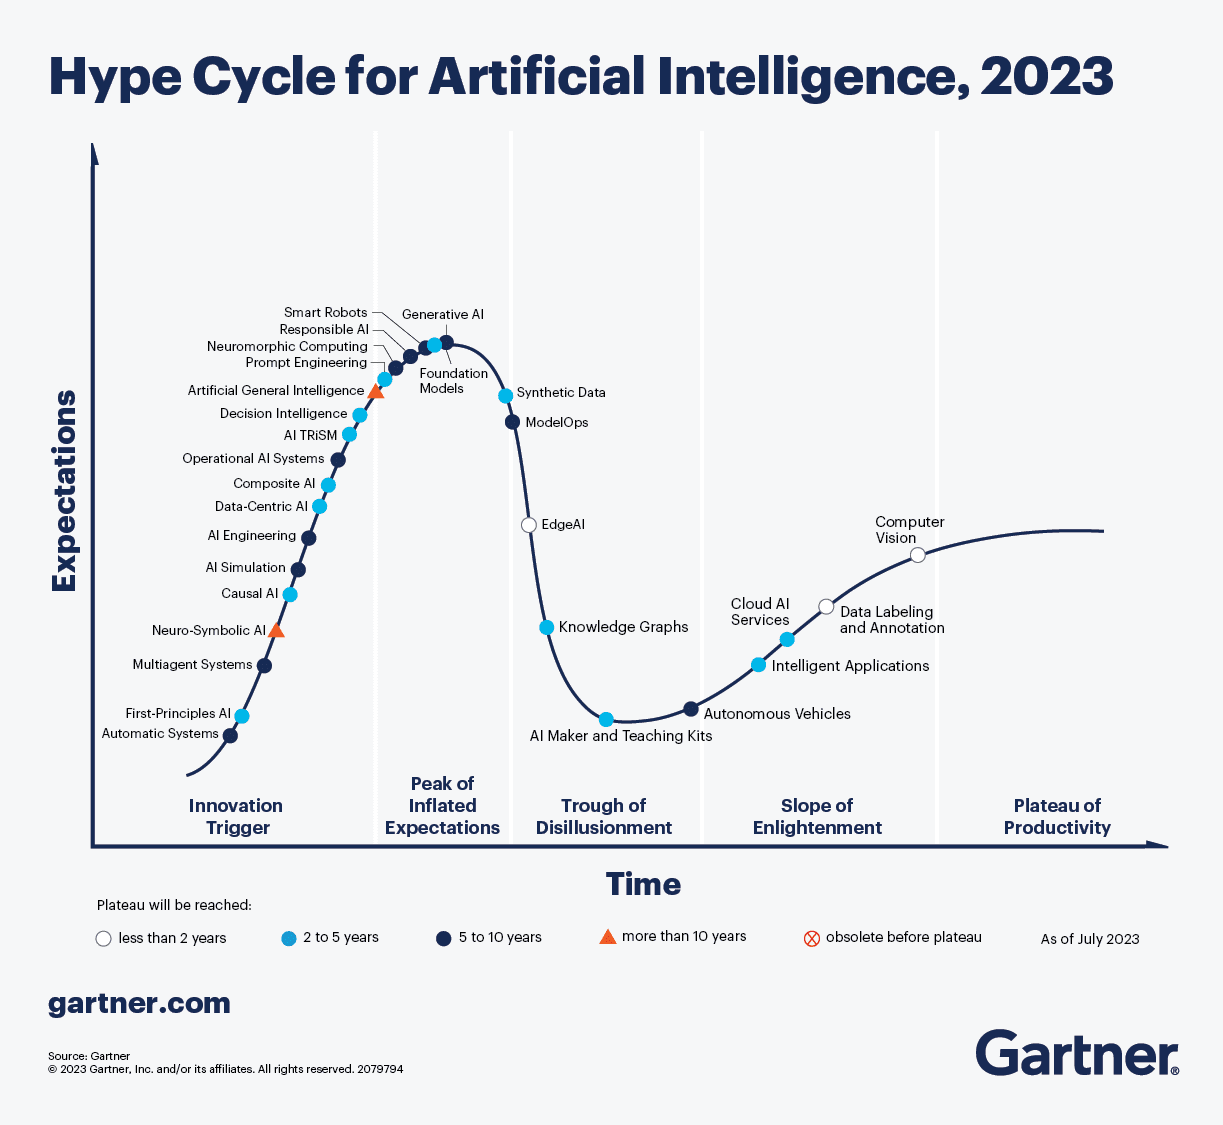 Hype Cycle for Artificial Intelligence, 2023
Expectations
Smart Robots
Generative AI
Responsible AI
Neuromorphic Computing
Prompt Engineering
Foundation
Models
Artificial General Intelligence
Synthetic Data
Decision Intelligence
ModelOps
AI TRiSM
Operational AI Systems
Composite AI
Data-Centric AI
EdgeAI
AI Engineering
Computer
Vision
AI Simulation
Causal AI
Cloud AI
Services
Data Labeling
and Annotation
Neuro-Symbolic AI
Knowledge Graphs
Multiagent Systems
Intelligent Applications
First-Principles AI
Autonomous Vehicles
Automatic Systems
AI Maker and Teaching Kits
Innovation
Trigger
Peak of
Inflated
Expectations
Trough of
Disillusionment
Slope of
Enlightenment
Plateau of
Productivity
Time
Plateau will be reached:
less than 2 years
2 to 5 years
5 to 10 years
more than 10 years
obsolete before plateau
As of July 2023
gartner.com
Source: Gartner
© 2023 Gartner, Inc. and/or its affiliates. All rights reserved. 2079794
Gartner®